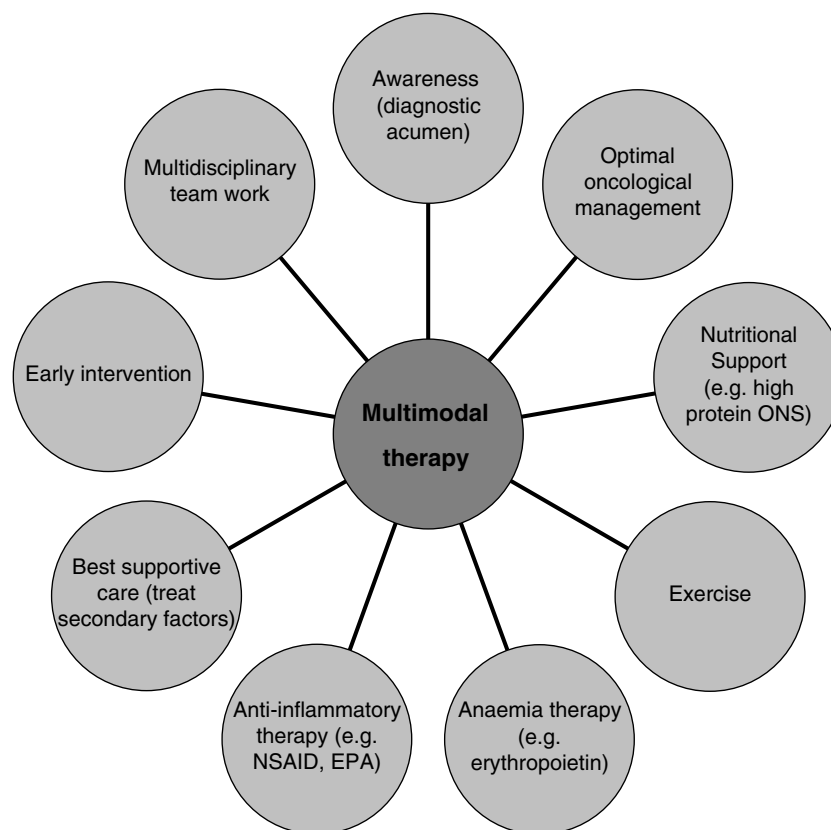 Awareness
(diagnostic
acumen)
Optimal
oncological
management
Nutritional
Support
(e.g. high
protein ONS)
Exercise
Anaemia therapy
(e.g.
erythropoietin)
Anti-inflammatory
therapy (e.g.
NSAID, EPA)
Best supportive
care (treat
secondary factors)
Early intervention
Multidisciplinary
team work
Multimodal
therapy